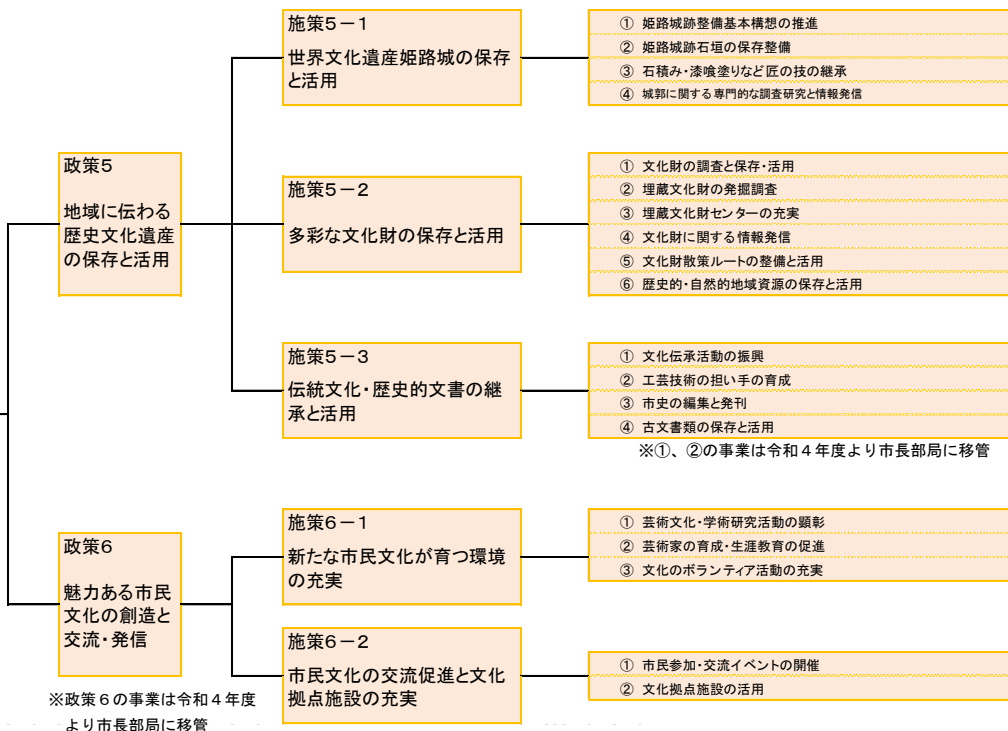 政策5
地域に伝わる
歴史文化遺産
の保存と活用
施策5－1
世界文化遺産姫路城の保存
と活用
① 姫路城跡整備基本構想の推進
② 姫路城跡石垣の保存整備
③ 石積み・漆喰塗りなど匠の技の継承
④ 城郭に関する専門的な調査研究と情報発信
施策5－2
多彩な文化財の保存と活用
① 文化財の調査と保存・活用
② 埋蔵文化財の発掘調査
③ 埋蔵文化財センターの充実
④ 文化財に関する情報発信
⑤ 文化財散策ルートの整備と活用
⑥ 歴史的・自然的地域資源の保存と活用
施策5－3
伝統文化・歴史的文書の継
承と活用
① 文化伝承活動の振興
② 工芸技術の担い手の育成
③ 市史の編集と発刊
④ 古文書類の保存と活用
※①、②の事業は令和４年度より市長部局に移管
政策6
魅力ある市民
文化の創造と
交流・発信
※政策６の事業は令和４年度
より市長部局に移管
施策6－1
新たな市民文化が育つ環境
の充実
① 芸術文化・学術研究活動の顕彰
② 芸術家の育成・生涯教育の促進
③ 文化のボランティア活動の充実
施策6－2
市民文化の交流促進と文化
拠点施設の充実
① 市民参加・交流イベントの開催
② 文化拠点施設の活用